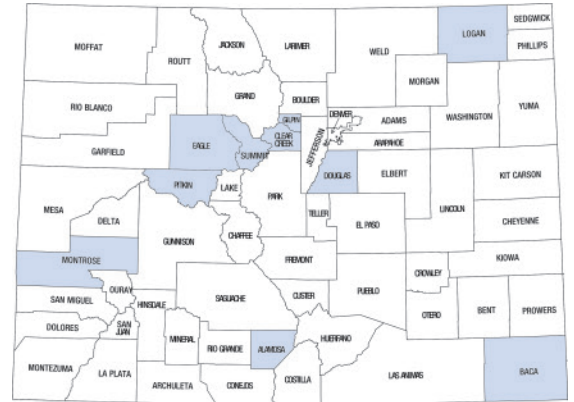 SEDGWICK
LOGAN
JACKSON
LARIMER
MOFFAT
WELD
PHILLIPS
ROUTT
MORGAN
GRAND
BOULDER
WASHINGTON
YUMA
RIO BLANCO
GILPIN
DENVER
ADAMS
CLEAR
CREEK
EAGLE
SUMMIT
JEFFERSON
ARAPAHOE
GARFIELD
DOUGLAS
ELBERT
KIT CARSON
PITKIN
LAKE
PARK
MESA
DELTA
TELLER
LINCOLN
CHEYENNE
EL PASO
CHAFFEE
GUNNISON
MONTROSE
FREMONT
KIOWA
CROWLEY
OURAY
SAGUACHE
PUEBLO
SAN MIGUEL
HINSDALE
CUSTER
BENT
PROWERS
OTERO
DOLORES
SAN
JUAN
MINERAL
RIO GRANDE
ALAMOSA
HUERFANO
MONTEZUMA
LA PLATA
ARCHULETA
CONEJOS
COSTILLA
LAS ANIMAS
BACA